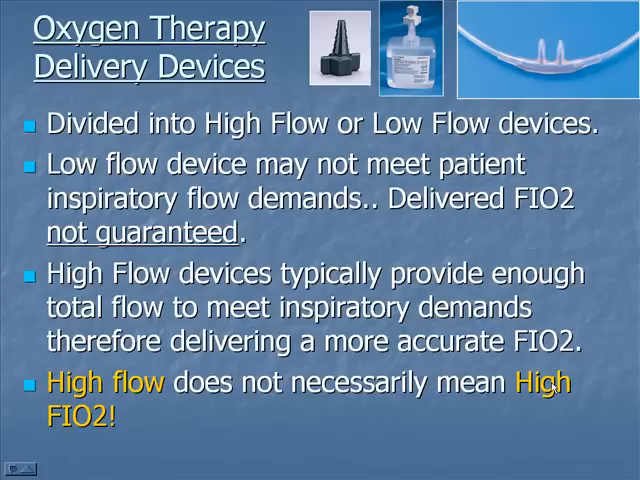 Oxygen Therapy
Delivery Devices
Divided into High Flow or Low Flow devices.
Low flow device may not meet patient
inspiratory flow demands.. Delivered FIO2
not guaranteed.
High Flow devices typically provide enough
total flow to meet inspiratory demands
therefore delivering a more accurate FIO2.
High flow does not necessarily mean High
FIO2!